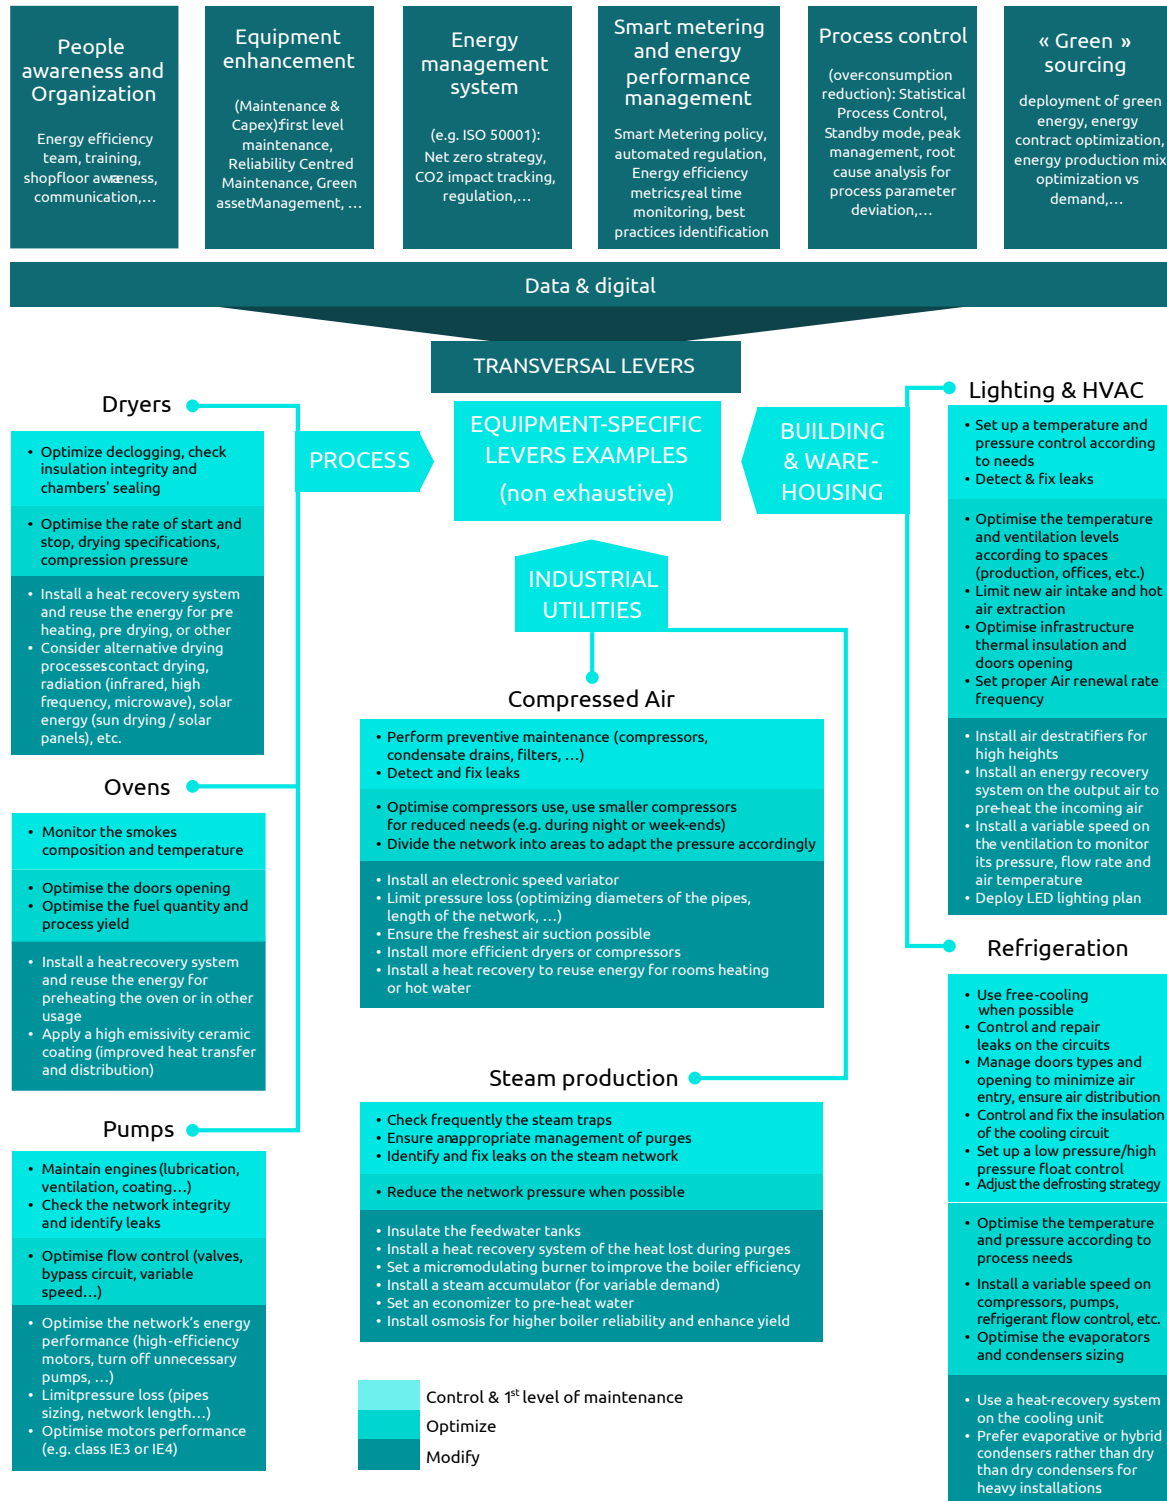 People
awareness and
Organization
Energy efficiency
team, training,
shopfloor awareness,
communication,...
Equipment
enhancement
(Maintenance &
Capex):first level
maintenance,
Reliability Centred
Maintenance, Green
assetManagement, ...
Energy
management
system
(e.g. ISO 50001):
Net zero strategy,
CO2 impact tracking,
regulation,...
Smart metering
and energy
performance
management
Smart Metering policy,
automated regulation,
Energy efficiency
metrics,real time
monitoring, best
practices identification
Process control
(over-consumption
reduction): Statistical
Process Control,
Standby mode, peak
management, root
cause analysis for
process parameter
deviation,...
« Green »
sourcing
deployment of green
energy, energy
contract optimization,
energy production mix
optimization vs
demand,...
Data & digital
TRANSVERSAL LEVERS
EQUIPMENT-SPECIFIC
LEVERS EXAMPLES
(non exhaustive)
PROCESS
BUILDING
& WARE-
HOUSING
INDUSTRIAL
UTILITIES
Dryers
• Optimize declogging, check
insulation integrity and
chambers' sealing
• Optimise the rate of start and
stop, drying specifications,
compression pressure
• Install a heat recovery system
and reuse the energy for pre
heating, pre drying, or other
• Consider alternative drying
processes:contact drying,
radiation (infrared, high
frequency, microwave), solar
energy (sun drying / solar
panels), etc.
Ovens
• Monitor the smokes
composition and temperature
• Optimise the doors opening
• Optimise the fuel quantity and
process yield
• Install a heat recovery system
and reuse the energy for
preheating the oven or in other
usage
• Apply a high emissivity ceramic
coating (improved heat transfer
and distribution)
Pumps
• Maintain engines (lubrication,
ventilation, coating...)
• Check the network integrity
and identify leaks
• Optimise flow control (valves,
bypass circuit, variable
speed...)
• Optimise the network's energy
performance (high-efficiency
motors, turn off unnecessary
pumps, ...)
• Limitpressure loss (pipes
sizing, network length...)
• Optimise motors performance
(e.g. class IE3 or IE4)
Compressed Air
• Perform preventive maintenance (compressors,
condensate drains, filters, ...)
• Detect and fix leaks
• Optimise compressors use, use smaller compressors
for reduced needs (e.g. during night or week-ends)
• Divide the network into areas to adapt the pressure accordingly
• Install an electronic speed variator
• Limit pressure loss (optimizing diameters of the pipes,
length of the network, ...)
• Ensure the freshest air suction possible
• Install more efficient dryers or compressors
• Install a heat recovery to reuse energy for rooms heating
or hot water
Steam production
• Check frequently the steam traps
• Ensure anappropriate management of purges
• Identify and fix leaks on the steam network
• Reduce the network pressure when possible
• Insulate the feedwater tanks
• Install a heat recovery system of the heat lost during purges
• Set a micro-modulating burner to improve the boiler efficiency
• Install a steam accumulator (for variable demand)
• Set an economizer to pre-heat water
• Install osmosis for higher boiler reliability and enhance yield
Control & 1st level of maintenance
Optimize
Modify
Lighting & HVAC
• Set up a temperature and
pressure control according
to needs
• Detect & fix leaks
• Optimise the temperature
and ventilation levels
according to spaces
(production, offices, etc.)
• Limit new air intake and hot
air extraction
• Optimise infrastructure
thermal insulation and
doors opening
• Set proper Air renewal rate
frequency
• Install air destratifiers for
high heights
• Install an energy recovery
system on the output air to
pre-heat the incoming air
• Install a variable speed on
the ventilation to monitor
its pressure, flow rate and
air temperature
• Deploy LED lighting plan
Refrigeration
• Use free-cooling
when possible
• Control and repair
leaks on the circuits
• Manage doors types and
opening to minimize air
entry, ensure air distribution
• Control and fix the insulation
of the cooling circuit
• Set up a low pressure/high
pressure float control
• Adjust the defrosting strategy
• Optimise the temperature
and pressure according to
process needs
• Install a variable speed on
compressors, pumps,
refrigerant flow control, etc.
• Optimise the evaporators
and condensers sizing
• Use a heat-recovery system
on the cooling unit
• Prefer evaporative or hybrid
condensers rather than dry
than dry condensers for
heavy installations